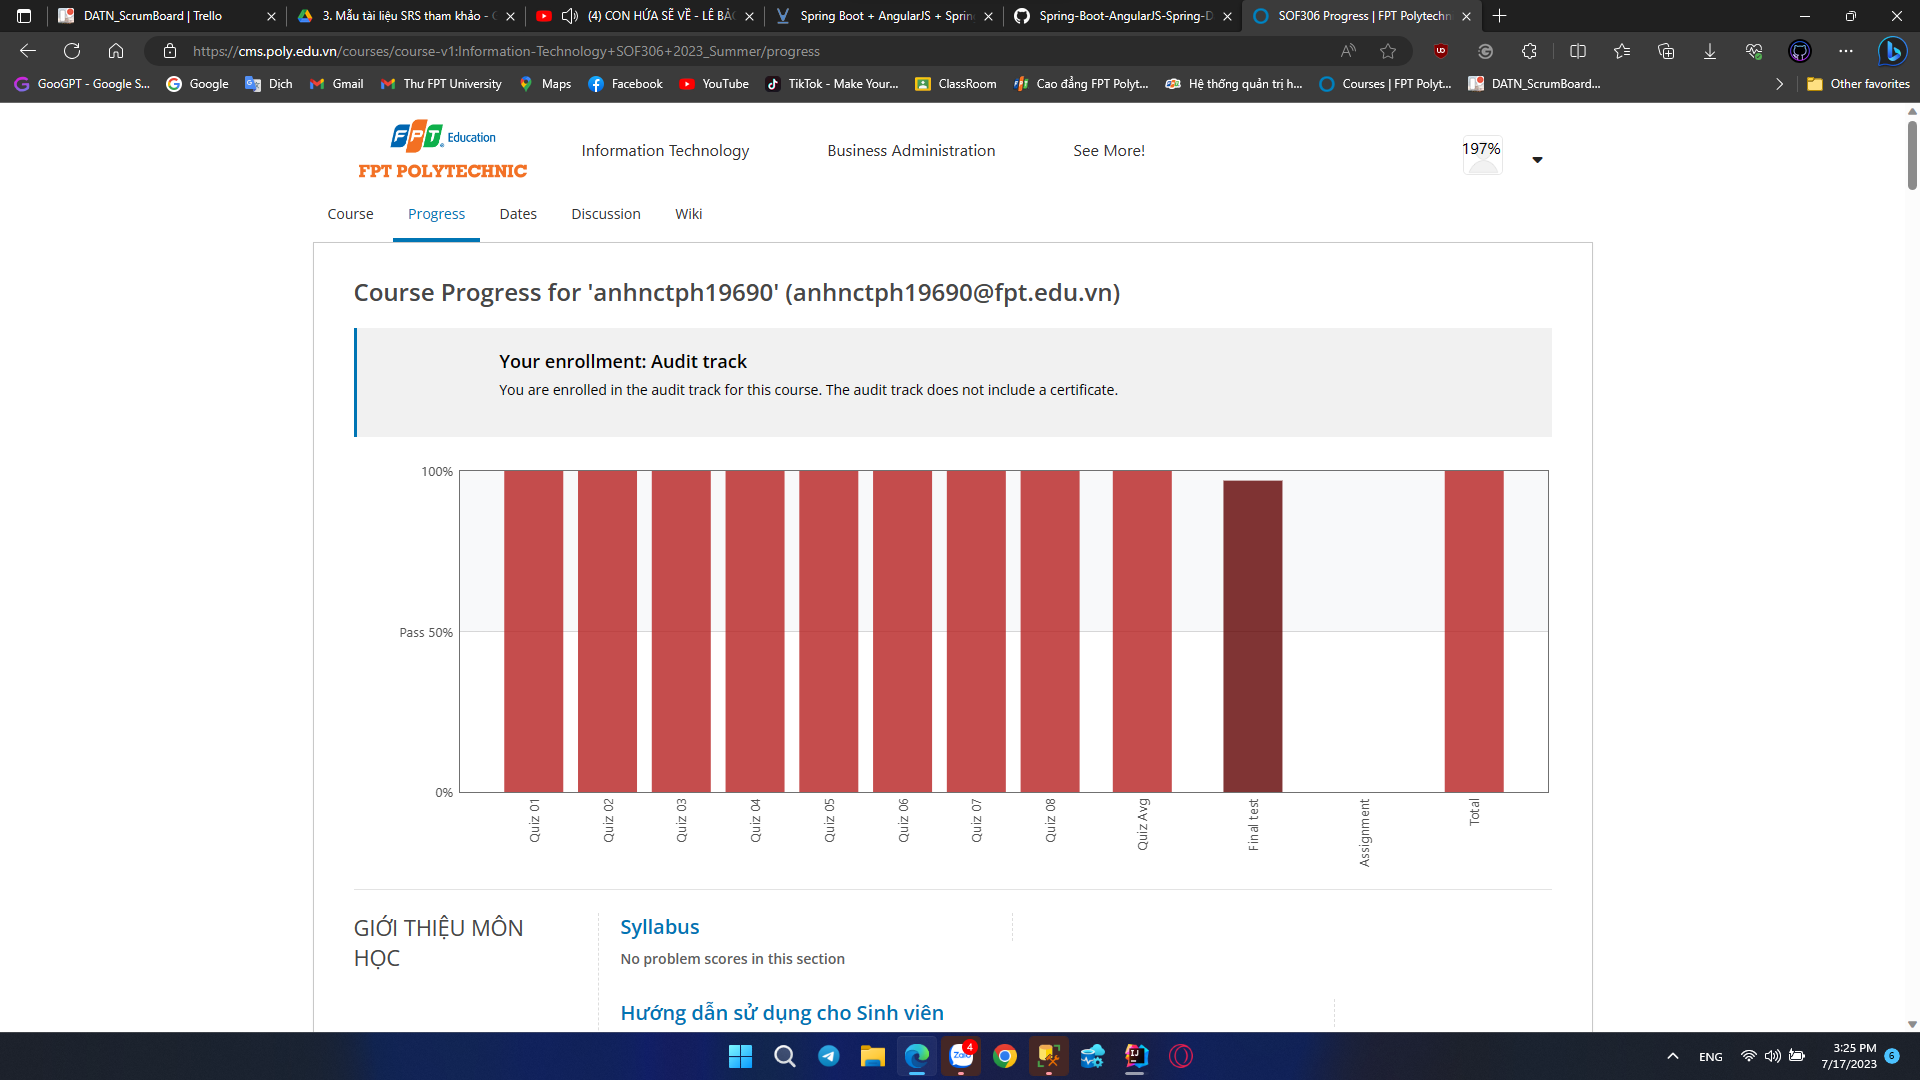 DATN_ScrumBoard | Trello
3. Mẫu tài liệu SRS tham khảo -
(4) CON HỨA SẼ VỀ - LÊ BẢO
Spring Boot + AngularJS + Sprin
Spring-Boot-AngularJS-Spring-D
SOF306 Progress | FPT Polytechn
https://cms.poly.edu.vn/courses/course-v1:Information-Technology+SOF306+2023_Summer/progress
GooGPT - Google S...
Google
Dịch
Gmail
Thư FPT University
Maps
Facebook
YouTube
TikTok - Make Your...
ClassRoom
Cao đẳng FPT Polyt...
Hệ thống quản trị h...
Courses | FPT Polyt...
DATN_ScrumBoard...
Other favorites
FPT Education
FPT POLYTECHNIC
Information Technology
Business Administration
See More!
197%
Course
Progress
Dates
Discussion
Wiki
Course Progress for 'anhnctph19690' (anhnctph19690@fpt.edu.vn)
Your enrollment: Audit track
You are enrolled in the audit track for this course. The audit track does not include a certificate.
100%
Pass 50%
0%
Quiz 01
Quiz 02
Quiz 03
Quiz 04
Quiz 05
Quiz 06
Quiz 07
Quiz 08
Quiz Avg
Final test
Assignment
Total
GIỚI THIỆU MÔN
HỌC
Syllabus
No problem scores in this section
Hướng dẫn sử dụng cho Sinh viên
Zalo
4
IJ
ENG
3:25 PM
7/17/2023
6